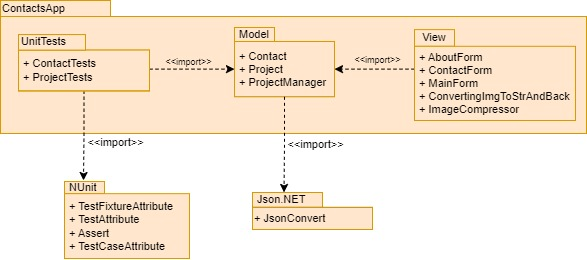 ContactsApp
UnitTests
+ ContactTests
+ ProjectTests
<<import>>
Model
+ Contact
+ Project
+ ProjectManager
<<import>>
View
+ AboutForm
+ ContactForm
+ MainForm
+ ConvertingImgToStrAndBack
+ ImageCompressor
<<import>>
<<import>>
NUnit
+ TestFixtureAttribute
+ TestAttribute
+ Assert
+ TestCaseAttribute
Json.NET
+ JsonConvert